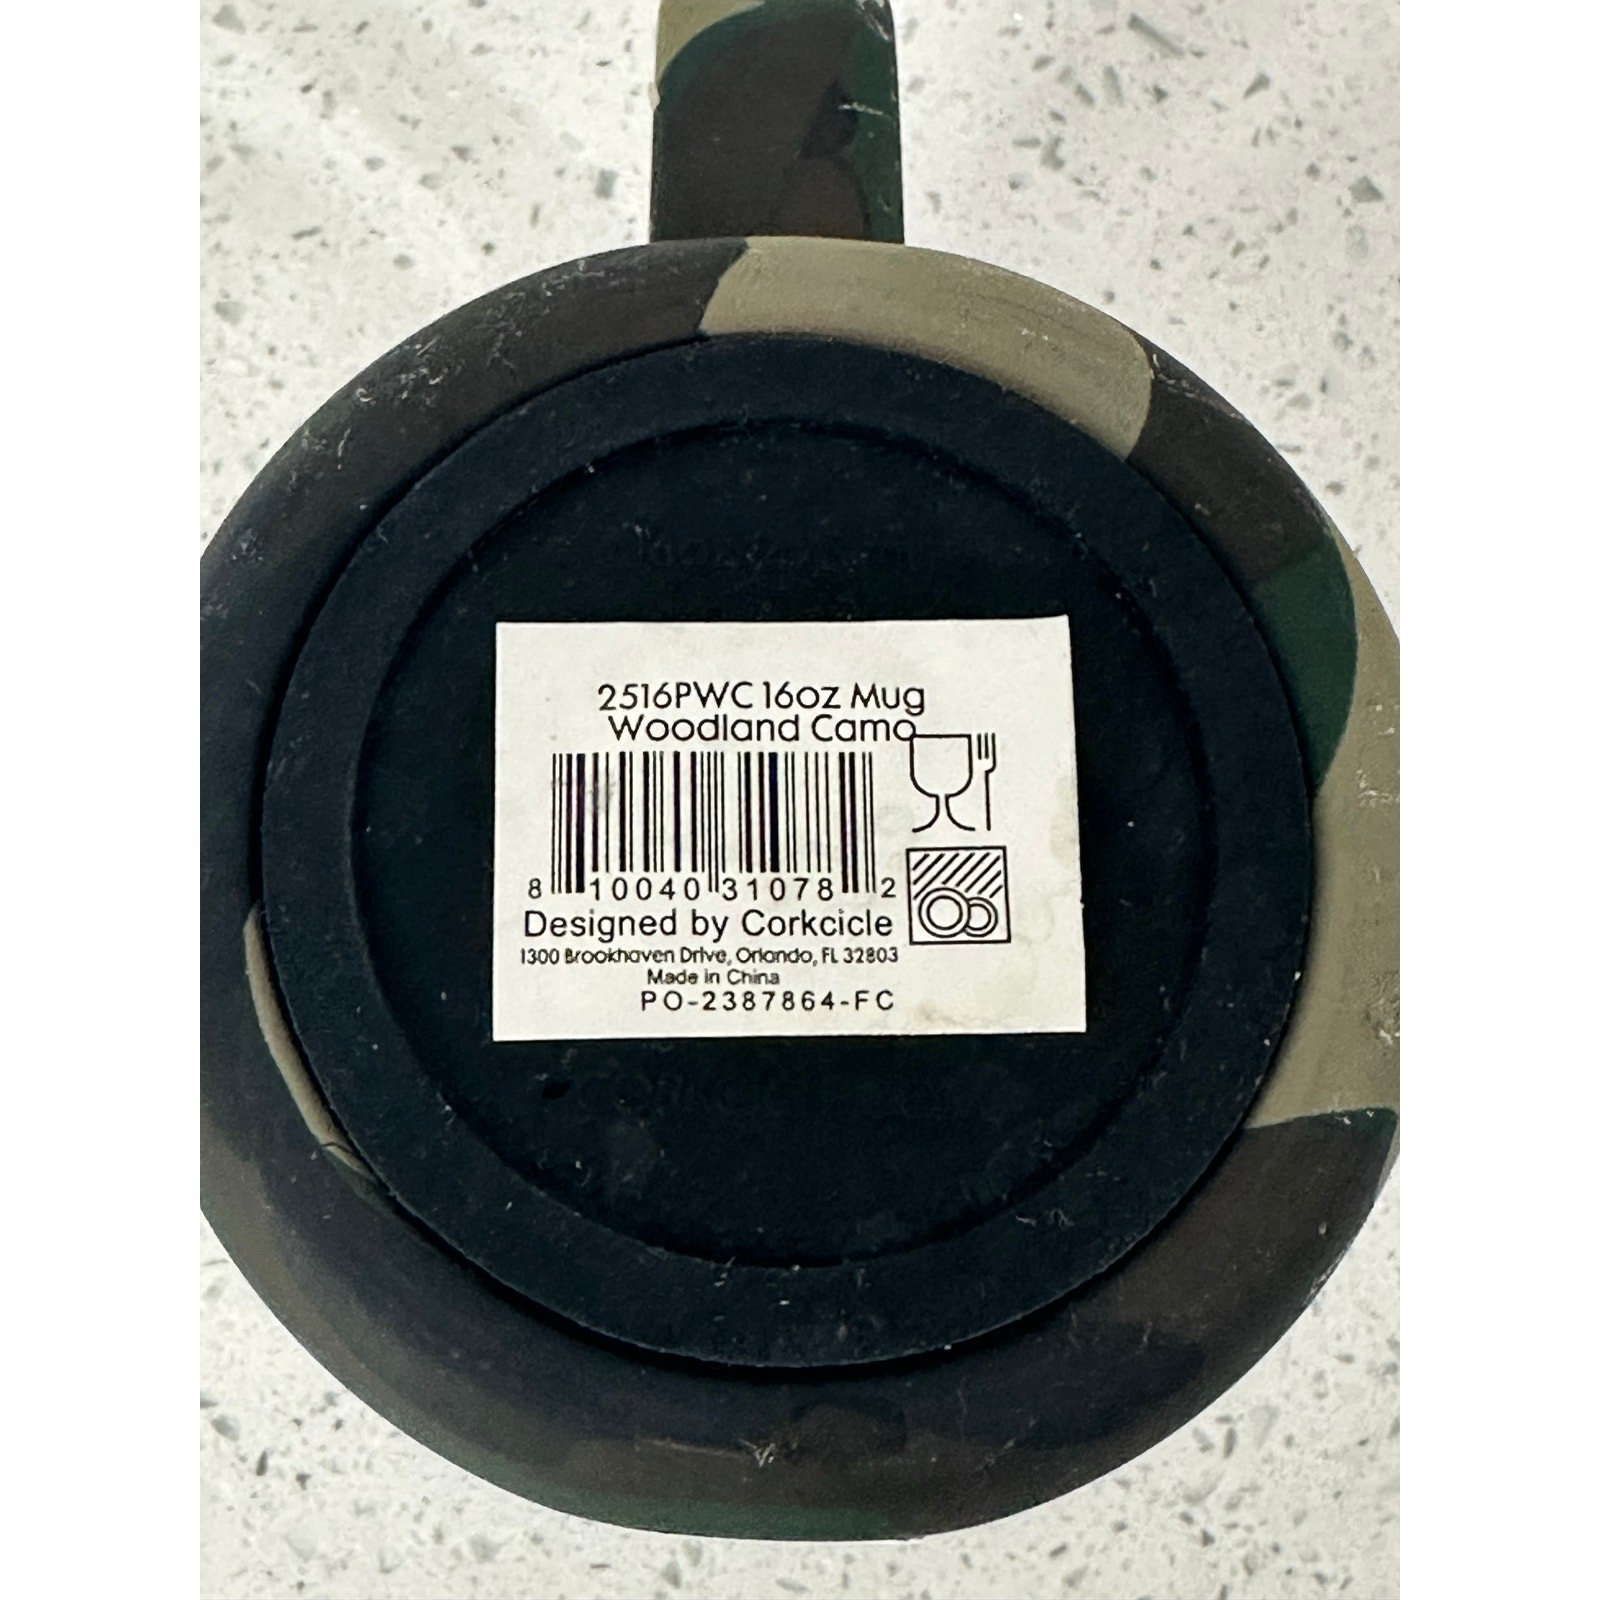 2516PWC 16oz Mug
Woodland Camo
8 10040 31078 2
Designed by Corkcicle
1300 Brookhaven Drive, Orlando, FL 32803
Made in China
PO-2387864-FC